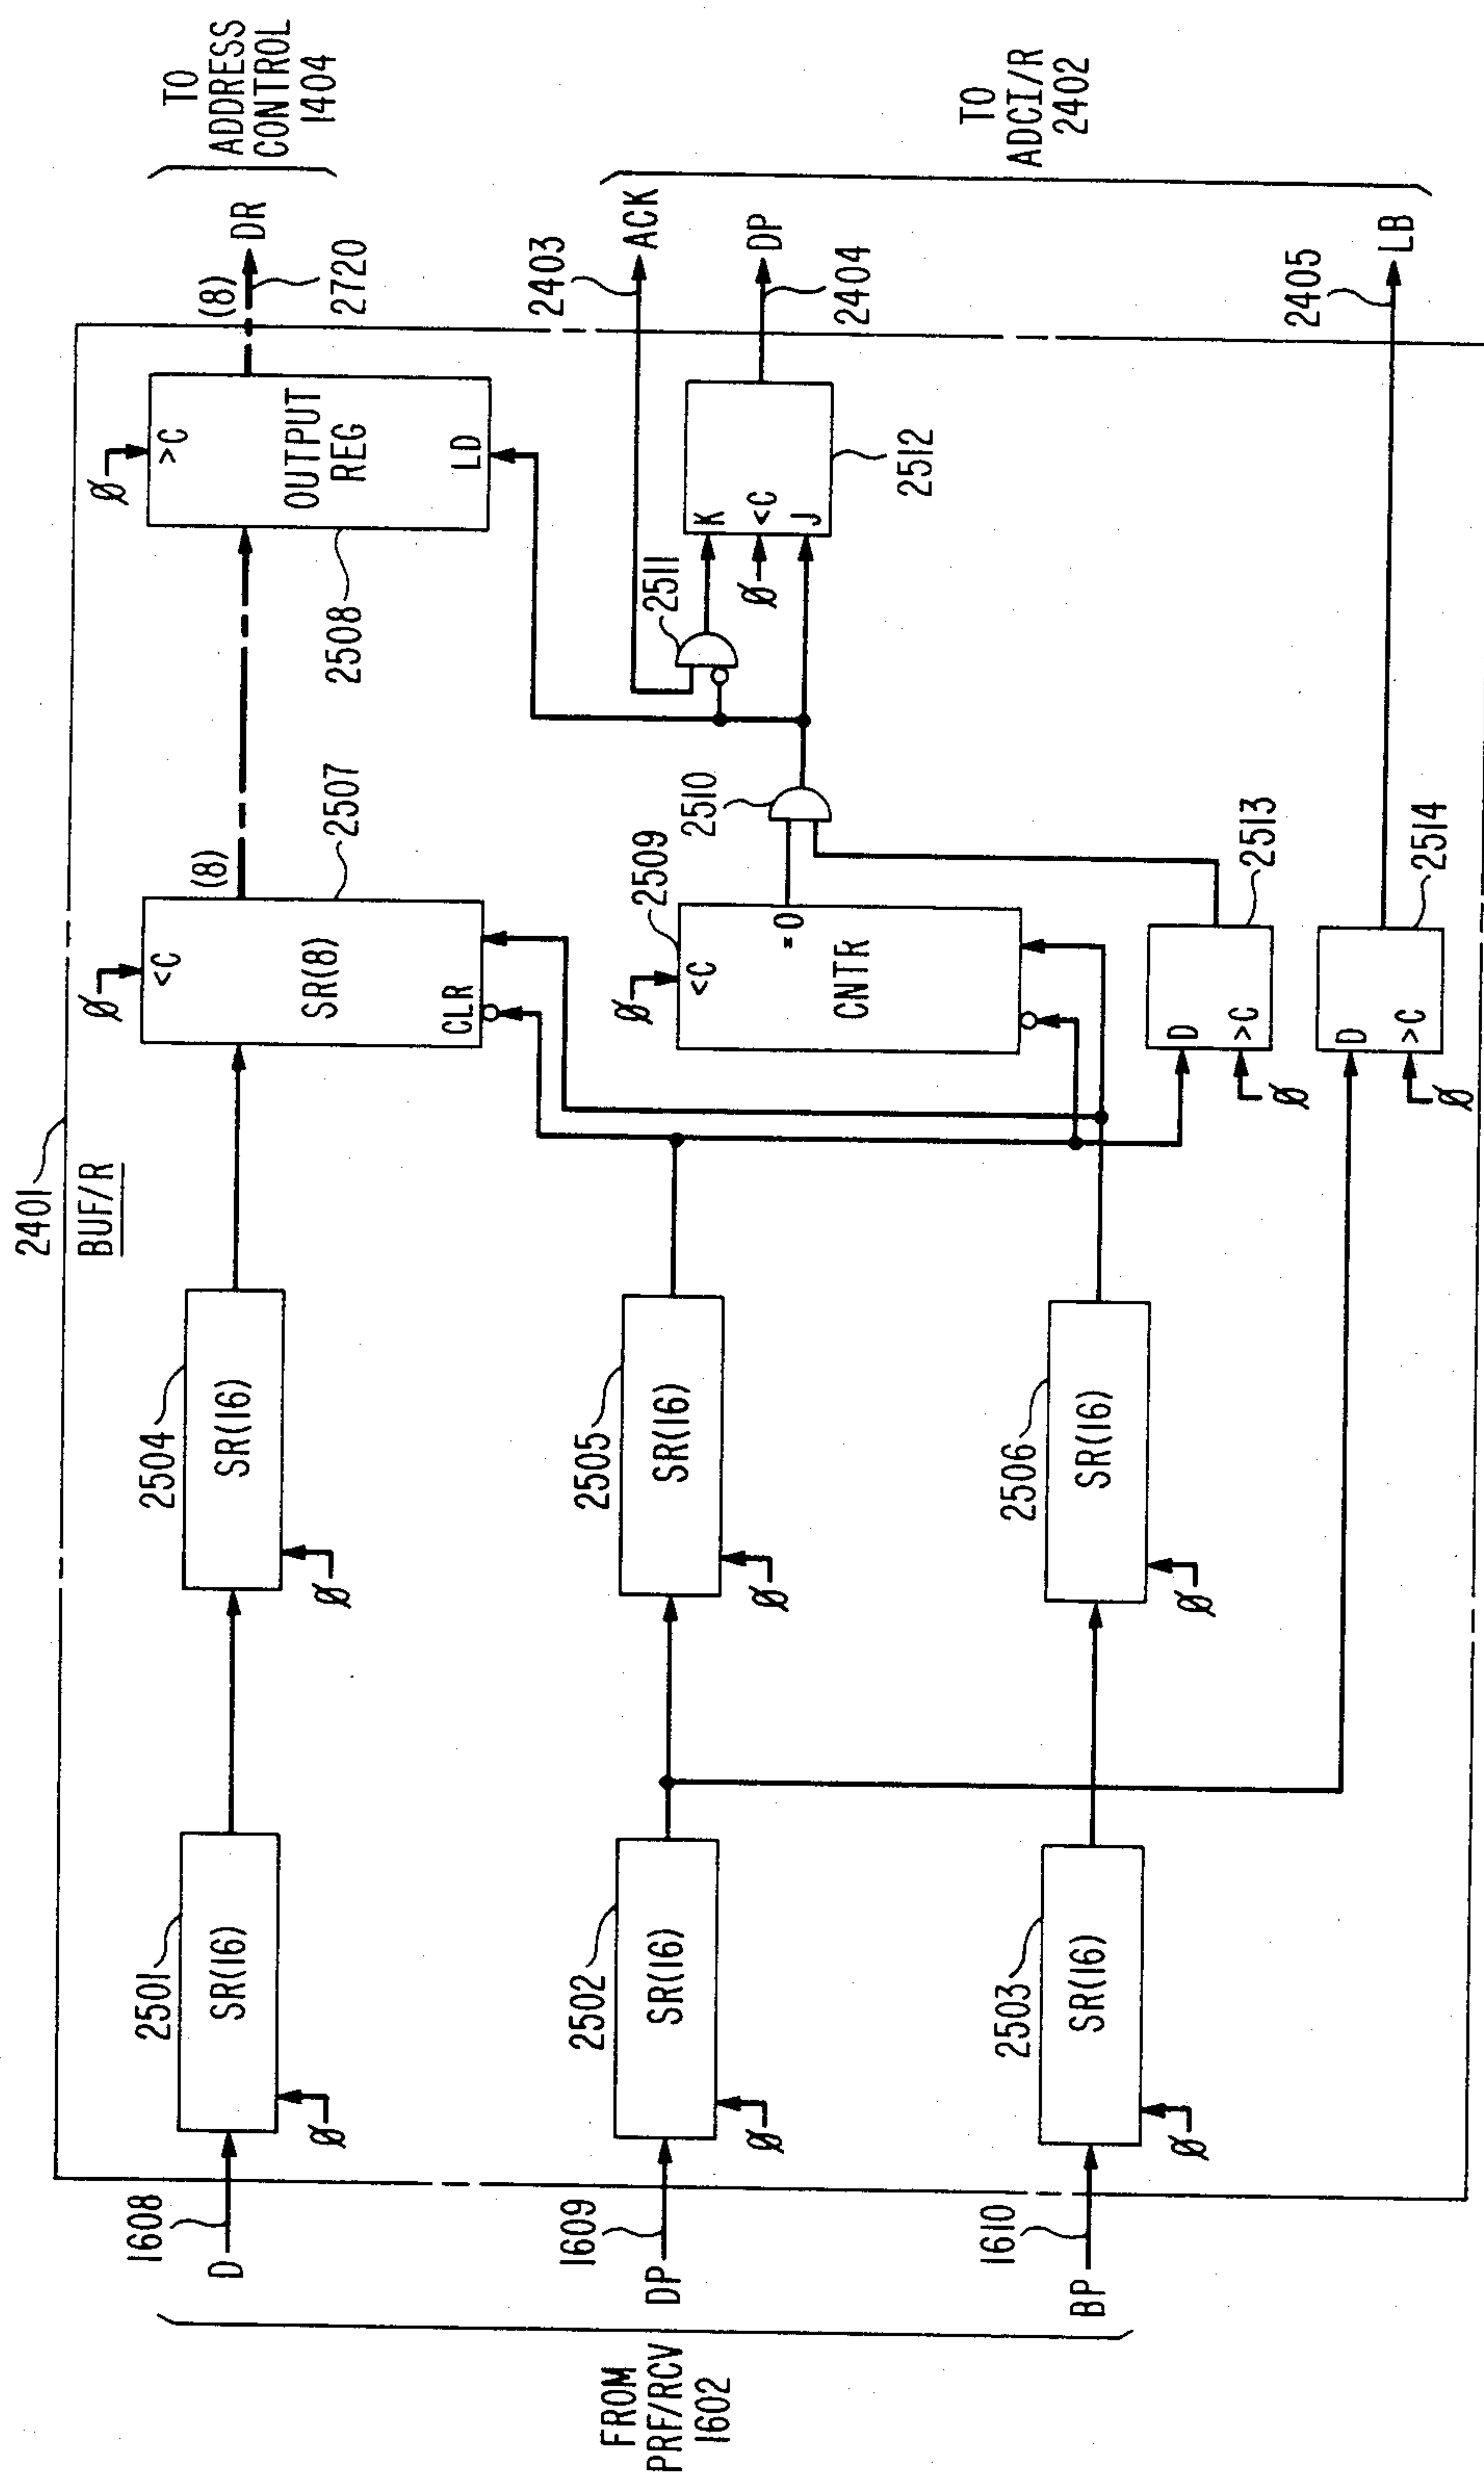 2401
BUF/R
FROM
PRF/RCV
1602
D
1608
DP
1609
BP
1610
2501
SR(16)
Ø
2502
SR(16)
Ø
2503
SR(16)
Ø
2504
SR(16)
Ø
2505
SR(16)
Ø
2506
SR(16)
Ø
Ø
<C
SR(8)
CLR
(8)
2507
Ø
<C
2509
=0
CNTR
2510
D
>C
Ø
2513
D
>C
Ø
2514
Ø
>C
OUTPUT
REG
LD
2508
2511
K
Ø
<C
J
2512
(8)
DR
2720
2403
ACK
DP
2404
2405
LB
TO
ADDRESS
CONTROL
1404
TO
ADCI/R
2402